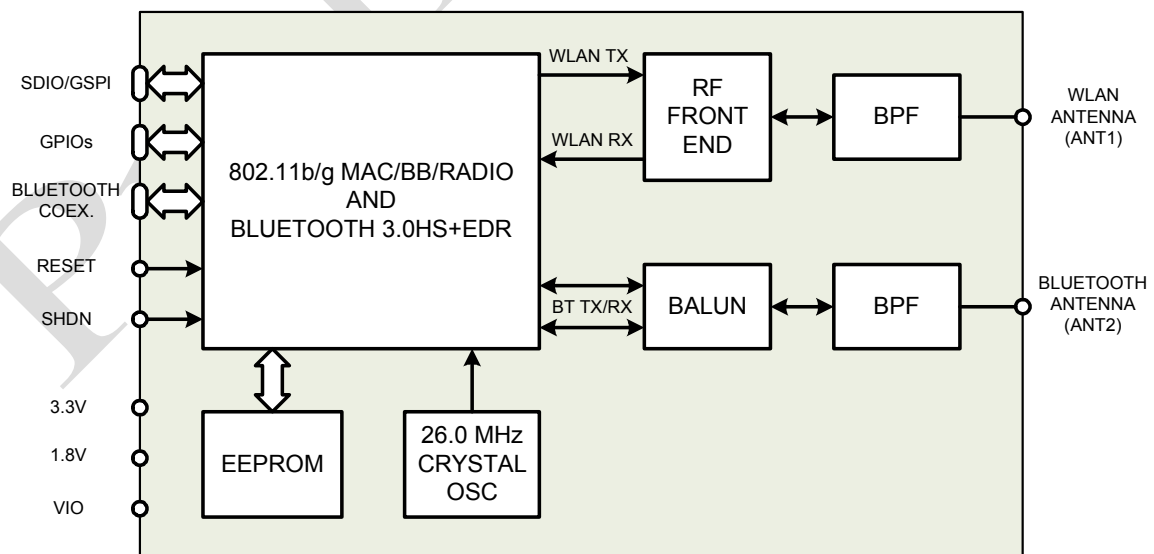 SDIO/GSPI
GPIOs
BLUETOOTH
COEX.
RESET
SHDN
3.3V
1.8V
VIO
802.11b/g MAC/BB/RADIO
AND
BLUETOOTH 3.0HS+EDR
EEPROM
26.0 MHz
CRYSTAL
OSC
WLAN TX
WLAN RX
BT TX/RX
RF
FRONT
END
BALUN
BPF
BPF
WLAN
ANTENNA
(ANT1)
BLUETOOTH
ANTENNA
(ANT2)